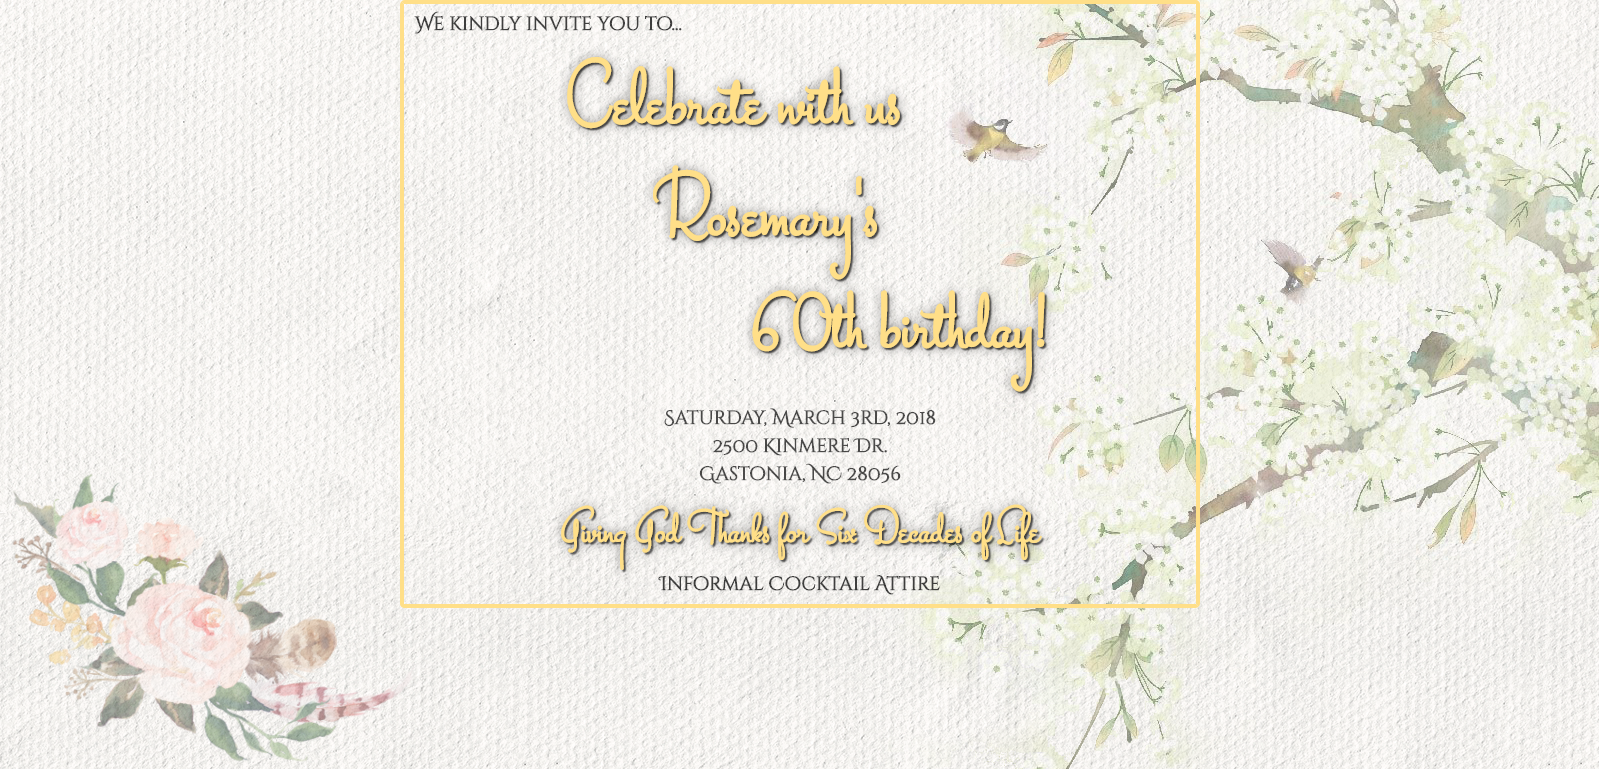 We kindly invite you to...
Celebrate with us
Rosemary's
60th birthday!
Saturday, March 3rd, 2018
2500 Kinmere Dr.
Gastonia, NC 28056
Giving God Thanks for Six Decades of Life
Informal Cocktail Attire